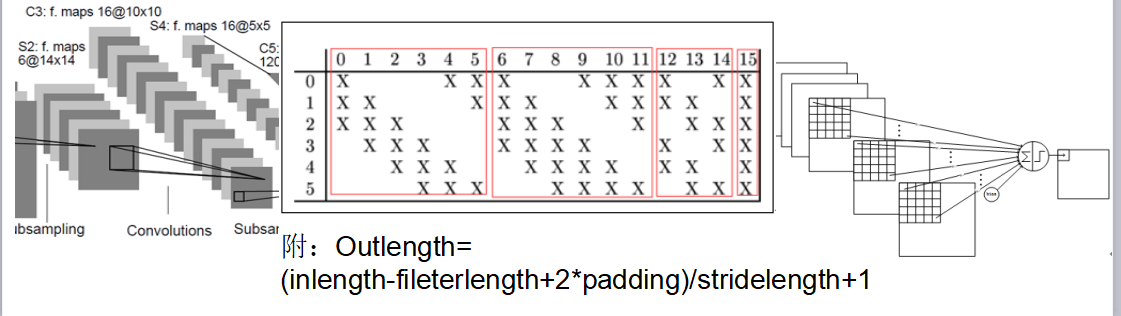 C3: f. maps 16@10x10
S4: f. maps 16@5x5
S2: f. maps
6@14x14
C5:
120
ubsampling
Convolutions
Subsar
0 1 2 3 4 5 6 7 8 9 10 11 12 13 14 15
0 X X X X X X X X X X
1 X X X X X X X X X X
2 X X X X X X X X X X
3 X X X X X X X X X X
4 X X X X X X X X X X
5 X X X X X X X X X X
附：Outlength=
(inlength-fileterlength+2*padding)/stridelength+1
Σ